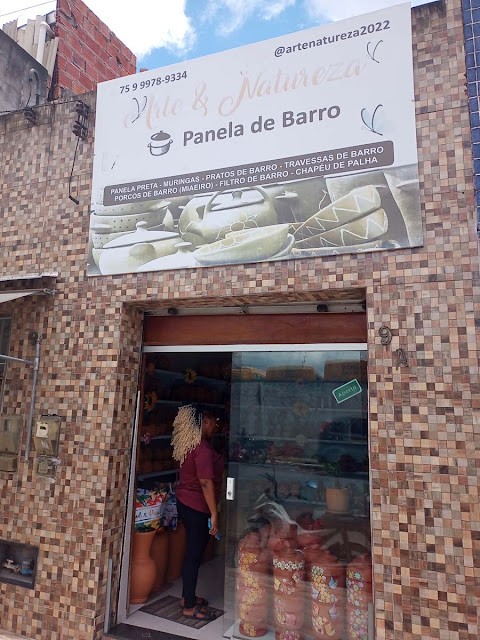 @artenatureza2022
75 9 9978-9334
Arte & Natureza
Panela de Barro
PANELA PRETA - MURINGAS - PRATOS DE BARRO - TRAVESSAS DE BARRO
PORCOS DE BARRO (MIAEIRO) - FILTRO DE BARRO - CHAPÉU DE PALHA
9
A
Aberto